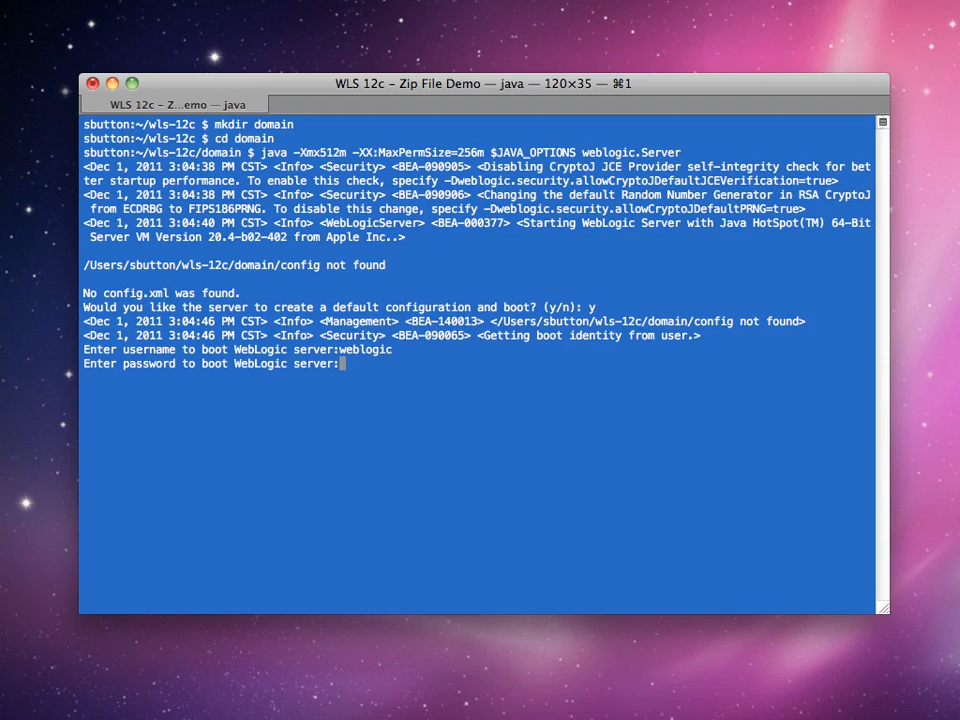 WLS 12c – Zip File Demo — java — 120×35 — ⌘1
WLS 12c – Z...emo — java
sbutton:~/wls-12c $ mkdir domain
sbutton:~/wls-12c $ cd domain
sbutton:~/wls-12c/domain $ java -Xmx512m -XX:MaxPermSize=256m $JAVA_OPTIONS weblogic.Server
<Dec 1, 2011 3:04:38 PM CST> <Info> <Security> <BEA-090905> <Disabling CryptoJ JCE Provider self-integrity check for bet
ter startup performance. To enable this check, specify -Dweblogic.security.allowCryptoJDefaultJCEVerification=true>
<Dec 1, 2011 3:04:38 PM CST> <Info> <Security> <BEA-090906> <Changing the default Random Number Generator in RSA CryptoJ
from ECDRBG to FIPS186PRNG. To disable this change, specify -Dweblogic.security.allowCryptoJDefaultPRNG=true>
<Dec 1, 2011 3:04:40 PM CST> <Info> <WebLogicServer> <BEA-000377> <Starting WebLogic Server with Java HotSpot(TM) 64-Bit
Server VM Version 20.4-b02-402 from Apple Inc..>
/Users/sbutton/wls-12c/domain/config not found
No config.xml was found.
Would you like the server to create a default configuration and boot? (y/n): y
<Dec 1, 2011 3:04:46 PM CST> <Info> <Management> <BEA-140013> </Users/sbutton/wls-12c/domain/config not found>
<Dec 1, 2011 3:04:46 PM CST> <Info> <Security> <BEA-090065> <Getting boot identity from user.>
Enter username to boot WebLogic server:weblogic
Enter password to boot WebLogic server: